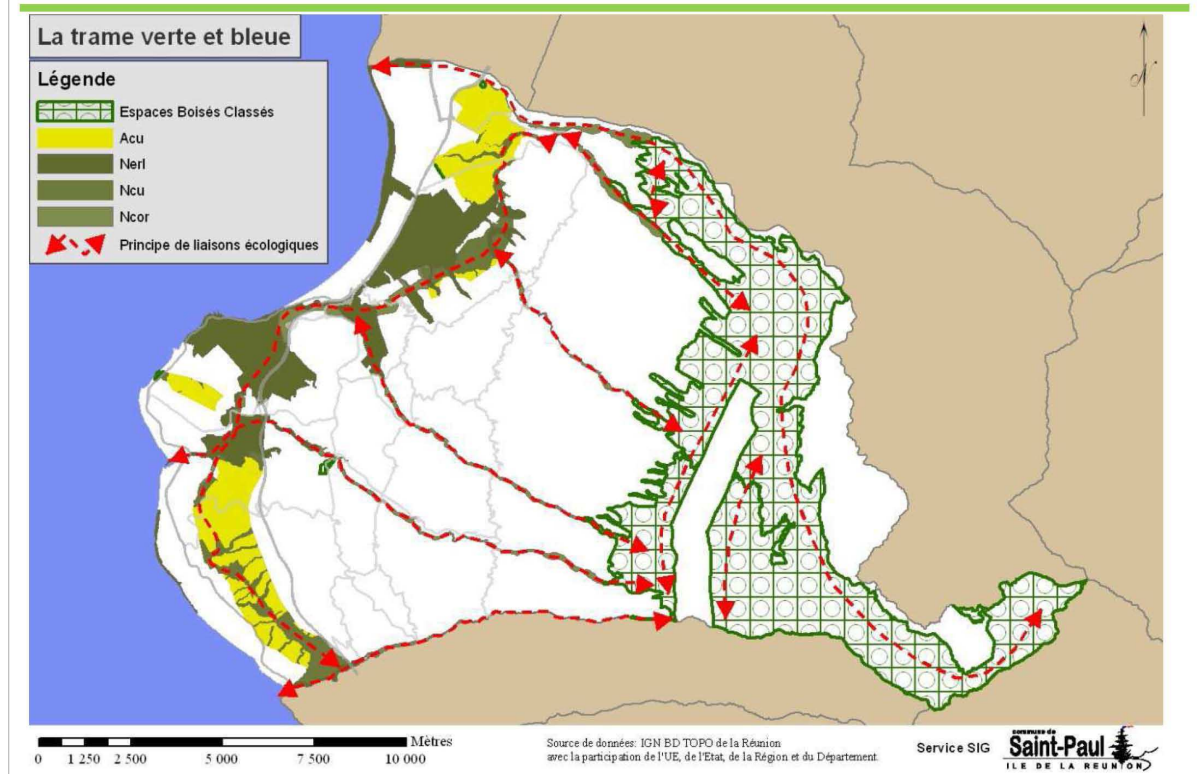 La trame verte et bleue
Légende
Espaces Boisés Classés
Acu
Nerl
Ncu
Ncor
Principe de liaisons écologiques
N
0 1 250 2 500 5 000 7 500 10 000 Mètres
Source de données: IGN BD TOPO de la Réunion
avec la participation de l'UE, de l'Etat, de la Région et du Département.
Service SIG
commune de
Saint-Paul
ILE DE LA REUNION